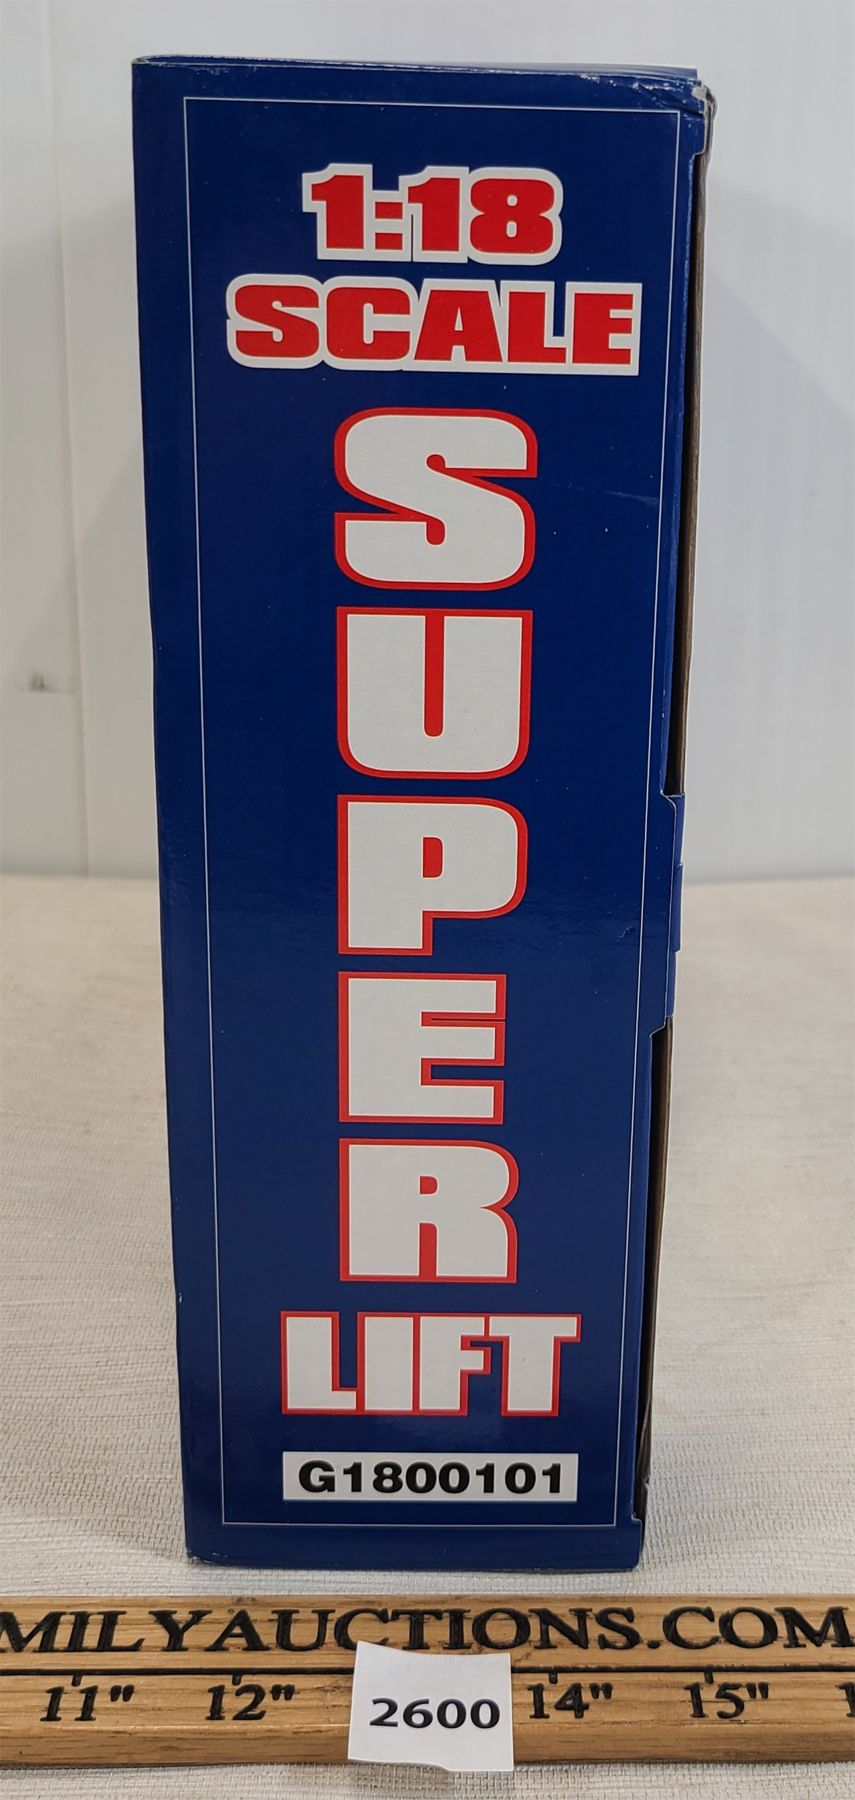 1:18
SCALE
SUPER
LIFT
G1800101
MILYAUCTIONS.COM
11" 12" 14" 15"
2600